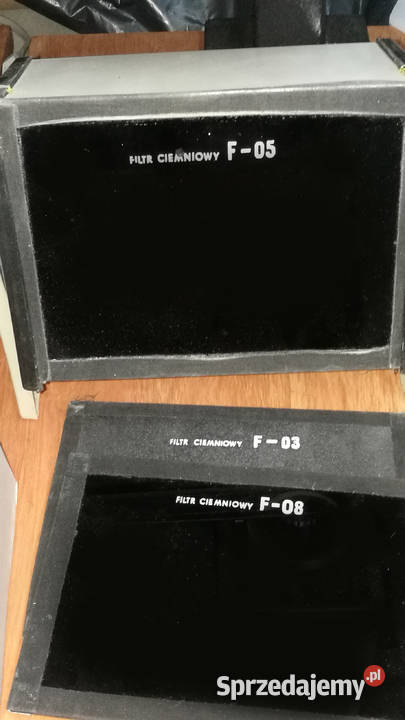 FILTR CIEMNIOWY F-05
FILTR CIEMNIOWY F-03
FILTR CIEMNIOWY F-08
Sprzedajemy.pl